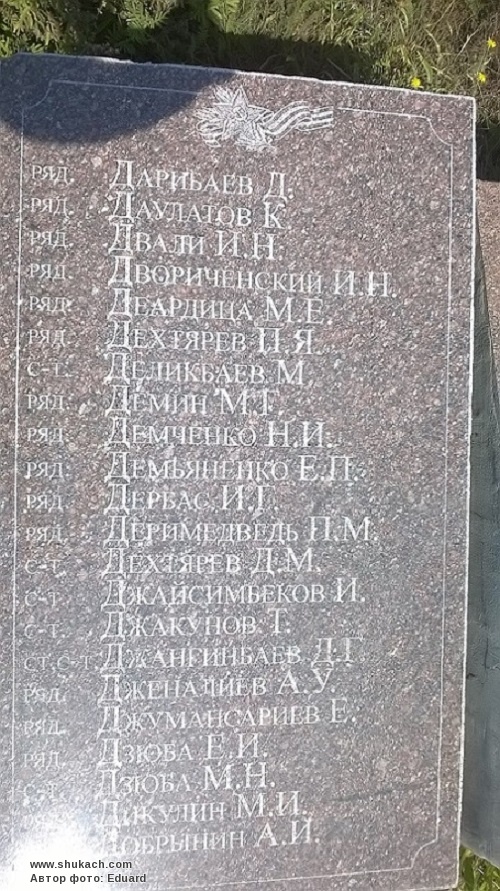 ряд. Дарибаев Д.
ряд. Даулатов К.
ряд. Двали И.Н.
ряд. Двориченский И.Н.
ряд. Деардица М.Е.
ряд. Дехтярев П.Я.
с-т. Деликбаев М.
ряд. Демин М.Т.
ряд. Демченко Н.И.
ряд. Демьяненко Е.П.
ряд. Дербас И.Г.
ряд. Деримедведь П.М.
с-т. Дехтярев Д.М.
с-т. Джайсимбеков И.
с-т. Джакупов Т.
ст.с-т. Джангинбаев Д.Г.
ряд. Дженалиев А.У.
ряд. Джумансариев Е.
ряд. Дзюба Е.И.
с-т. Дзюба М.Н.
Дикулин М.И.
Добрынин А.И.
www.shukach.com
Автор фото: Eduard